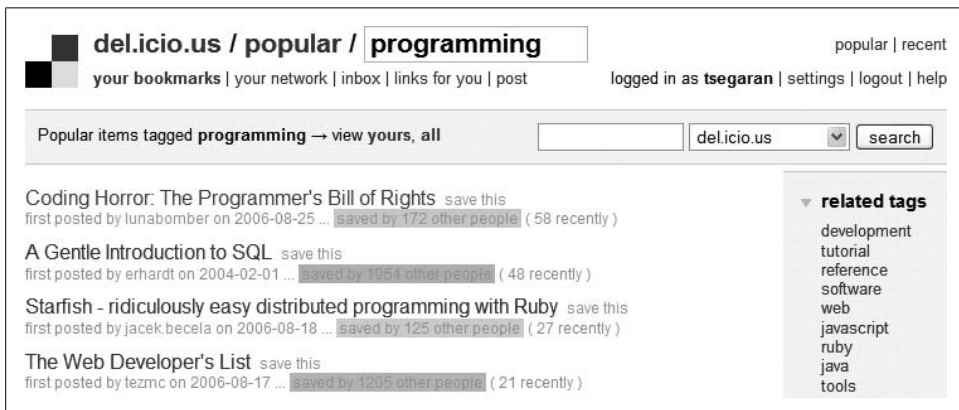 del.icio.us / popular / programming
popular | recent
your bookmarks | your network | inbox | links for you | post
logged in as tsegaran | settings | logout | help
Popular items tagged programming → view yours, all
del.icio.us
search
Coding Horror: The Programmer's Bill of Rights save this
first posted by lunabomber on 2006-08-25 ... saved by 172 other people ( 58 recently )
A Gentle Introduction to SQL save this
first posted by erhardt on 2004-02-01 ... saved by 1954 other people ( 48 recently )
Starfish - ridiculously easy distributed programming with Ruby save this
first posted by jacek.becela on 2006-08-18 ... saved by 125 other people ( 27 recently )
The Web Developer's List save this
first posted by tezmc on 2006-08-17 ... saved by 1205 other people ( 21 recently )
related tags
development
tutorial
reference
software
web
javascript
ruby
java
tools